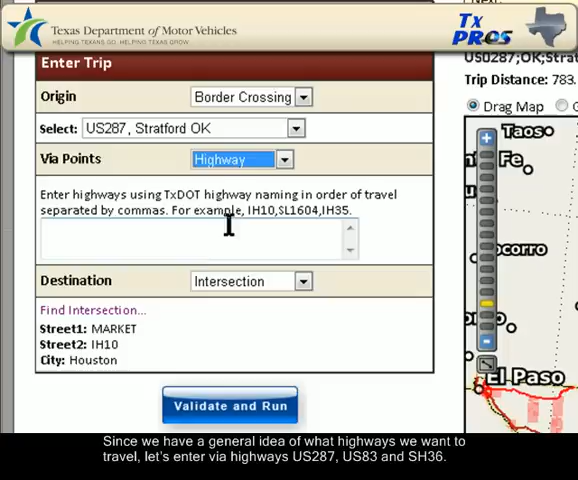 Texas Department of Motor Vehicles
HELPING TEXANS GO. HELPING TEXAS GROW.
Tx
PROS
US0287;OK;Strat
Enter Trip
Trip Distance: 783.
Origin
Border Crossing
Drag Map
Select:
US287, Stratford OK
Taos
Via Points
Highway
Fe
Enter highways using TxDOT highway naming in order of travel
separated by commas. For example, IH10,SL1604,IH35.
ocorro
Destination
Intersection
Find Intersection...
Street1: MARKET
Street2: IH10
City: Houston
El Paso
Validate and Run
Since we have a general idea of what highways we want to
travel, let's enter via highways US287, US83 and SH36.